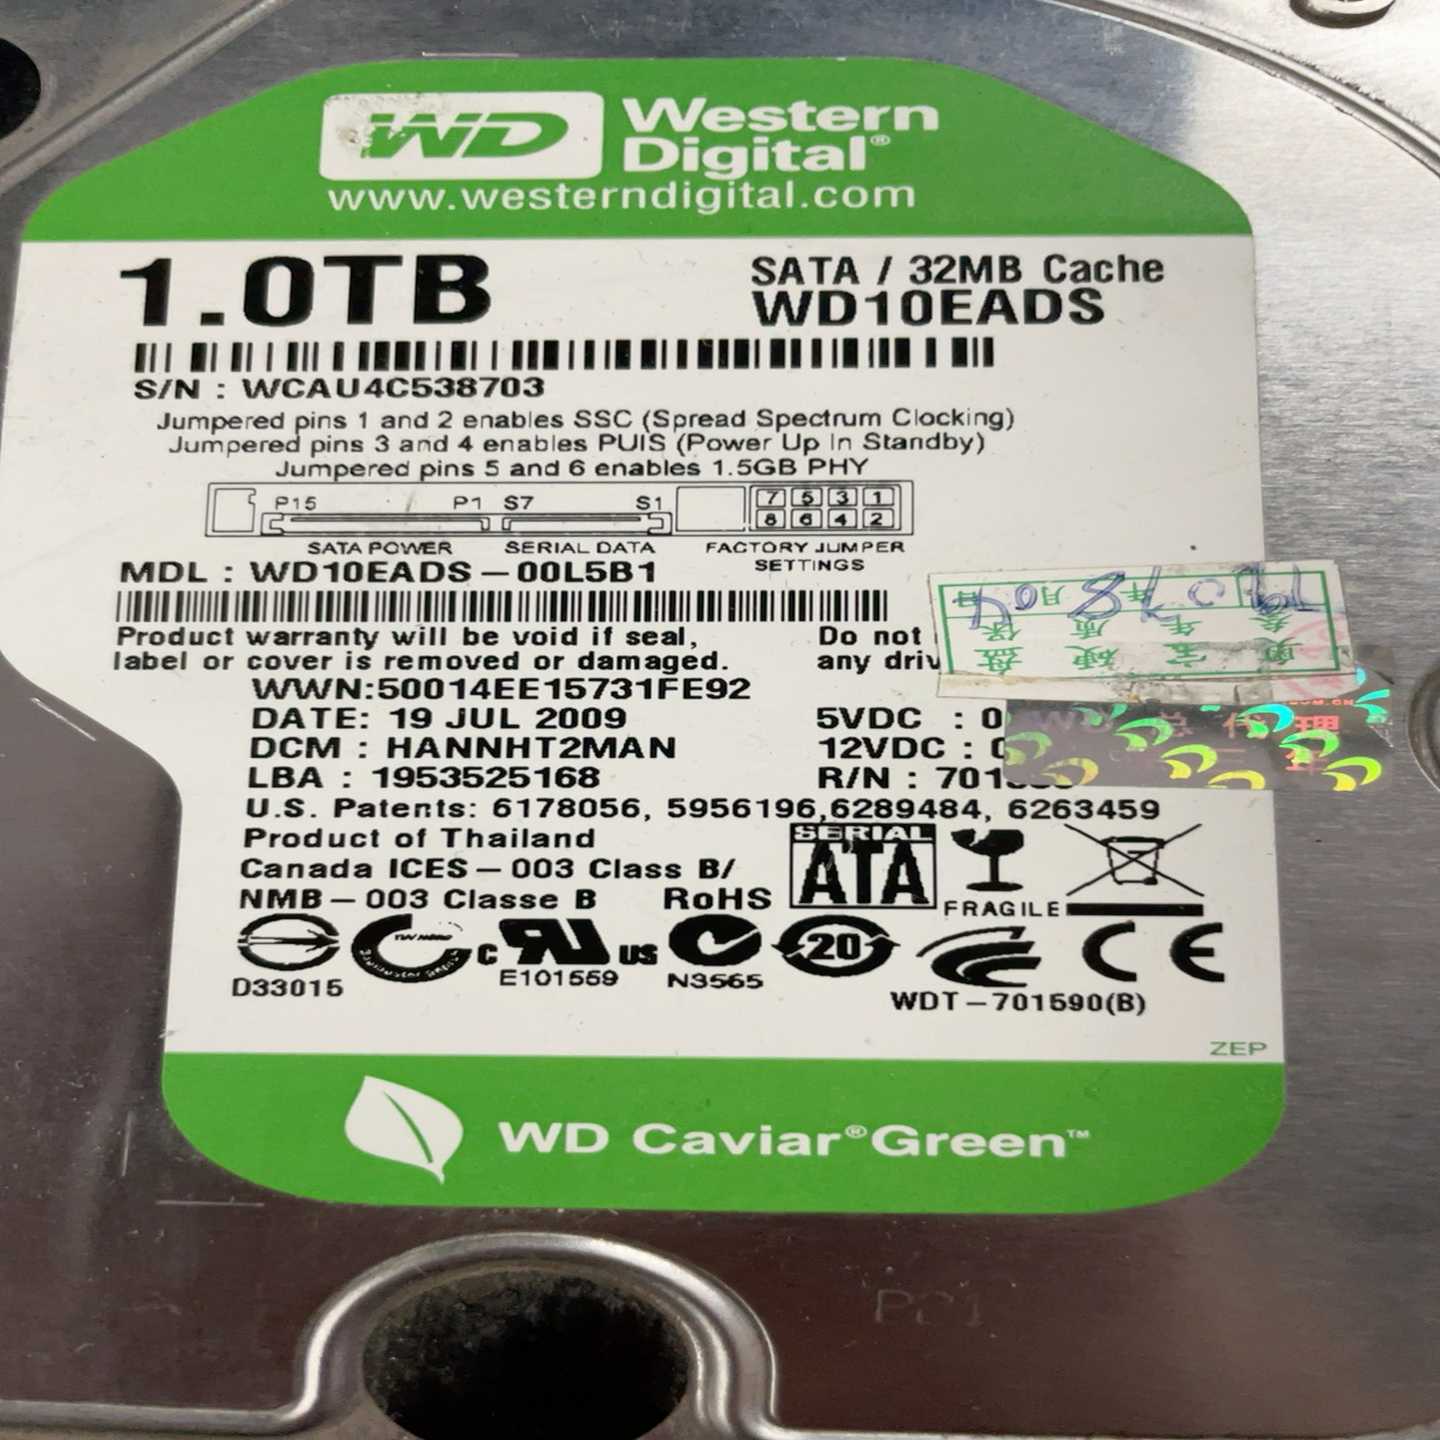 WD Western Digital®
www.westerndigital.com
1.0TB
SATA / 32MB Cache
WD10EADS
S/N : WCAU4C538703
Jumpered pins 1 and 2 enables SSC (Spread Spectrum Clocking)
Jumpered pins 3 and 4 enables PUIS (Power Up In Standby)
Jumpered pins 5 and 6 enables 1.5GB PHY
P15 P1 S7 S1 7 5 3 1
8 6 4 2
SATA POWER SERIAL DATA FACTORY JUMPER
SETTINGS
MDL : WD10EADS-00L5B1
Product warranty will be void if seal,
label or cover is removed or damaged.
Do not
any
WWN:50014EE15731FE92
DATE: 19 JUL 2009
DCM : HANNHT2MAN
LBA : 1953525168
5VDC : 0
12VDC :
R/N :
U.S. Patents: 6178056, 5956196,6289484, 6263459
Product of Thailand
Canada ICES-003 Class B/
NMB-003 Classe B
RoHS
SERIAL
ATA
FRAGILE
D33015
C US
E101559
N3565
20
CE
WDT-701590(B)
ZEP
WD Caviar® Green™